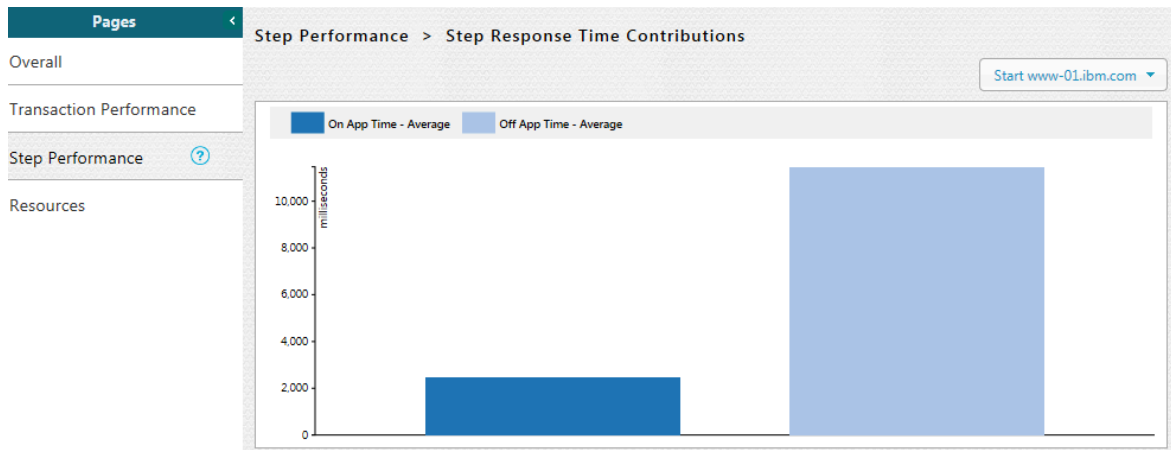 Pages
Overall
Transaction Performance
Step Performance ?
Resources
Step Performance > Step Response Time Contributions
Start www-01.ibm.com
On App Time - Average Off App Time - Average
milliseconds
10,000
8,000
6,000
4,000
2,000
0